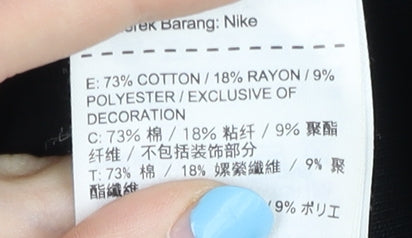 Merek Barang: Nike
E: 73% COTTON / 18% RAYON / 9%
POLYESTER / EXCLUSIVE OF
DECORATION
C: 73% 棉 / 18% 粘纤 / 9% 聚酯
纤维 / 不包括装饰部分
T: 73% 棉 / 18% 嫘縈纖維 / 9% 聚
酯纖維
/ 9% ポリエ